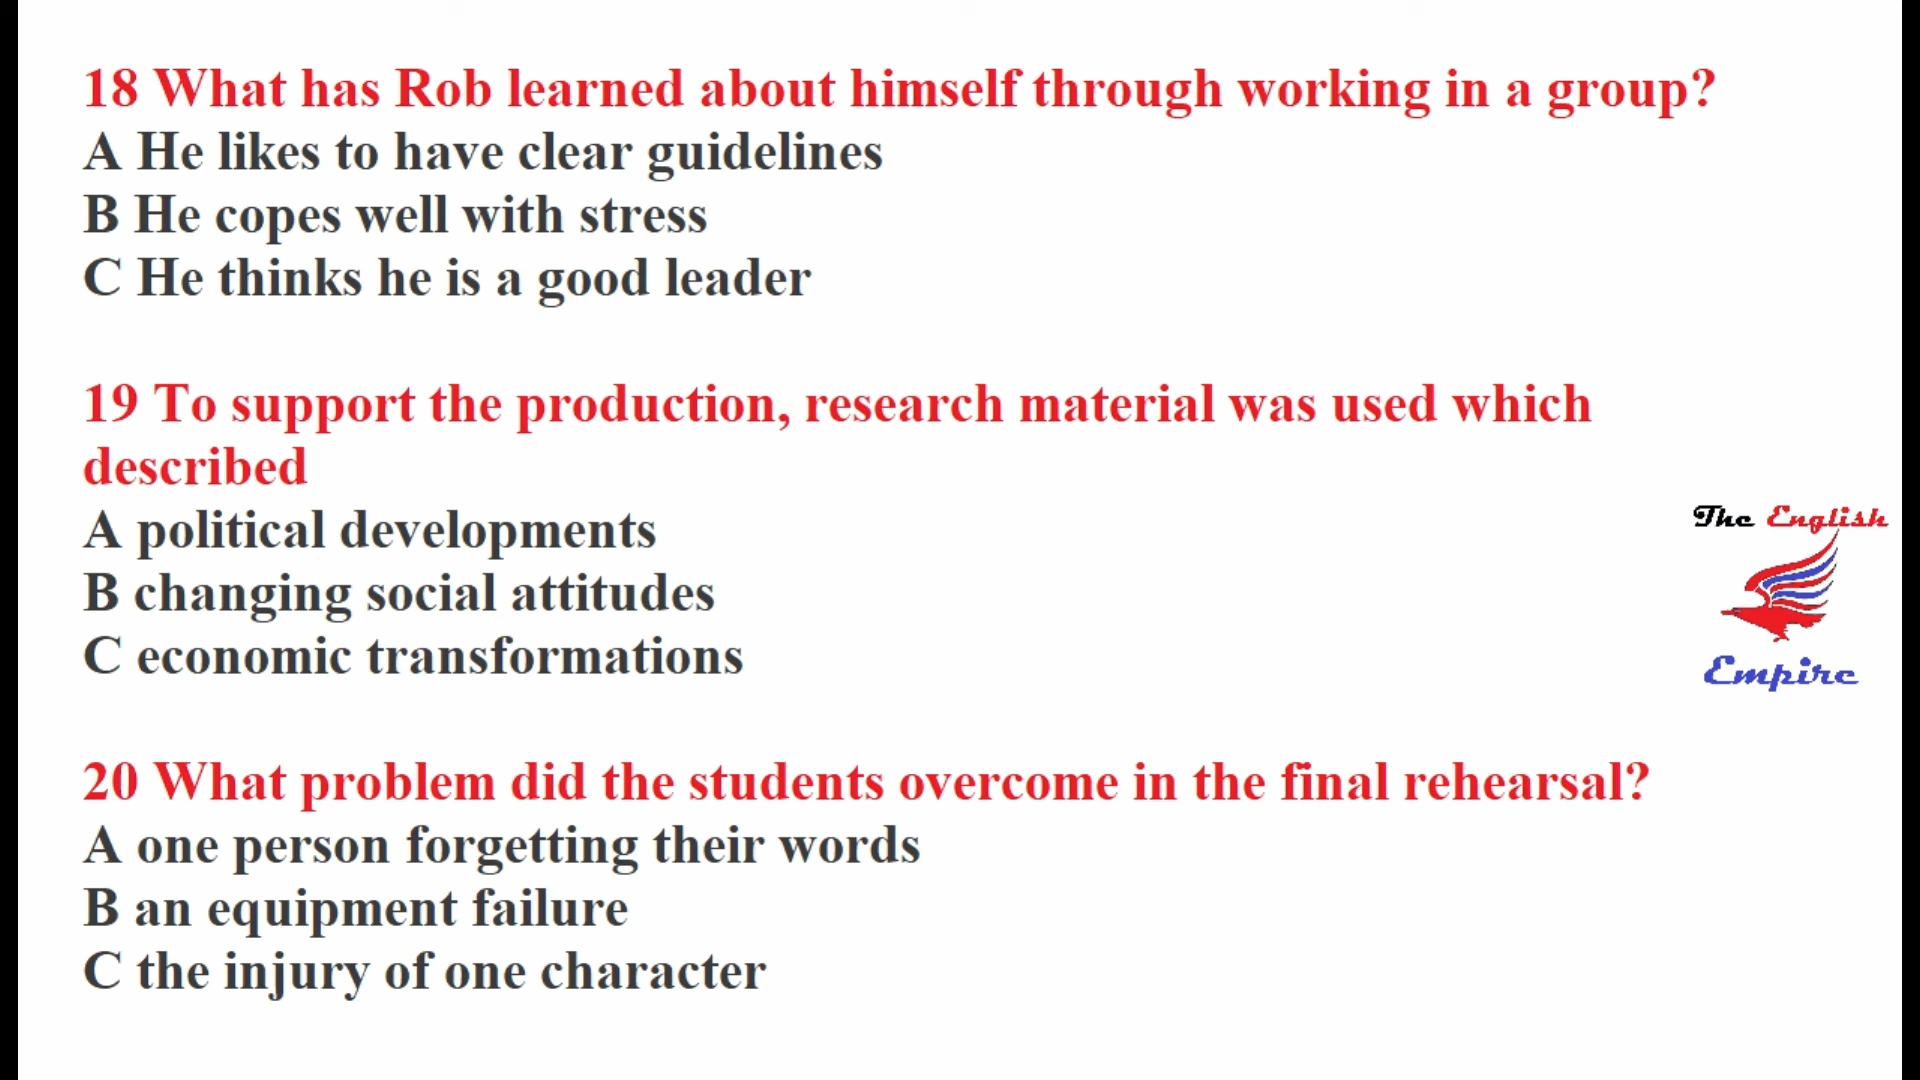 18 What has Rob learned about himself through working in a group?
A He likes to have clear guidelines
B He copes well with stress
C He thinks he is a good leader
19 To support the production, research material was used which
described
A political developments
B changing social attitudes
C economic transformations
The English
Empire
20 What problem did the students overcome in the final rehearsal?
A one person forgetting their words
B an equipment failure
C the injury of one character